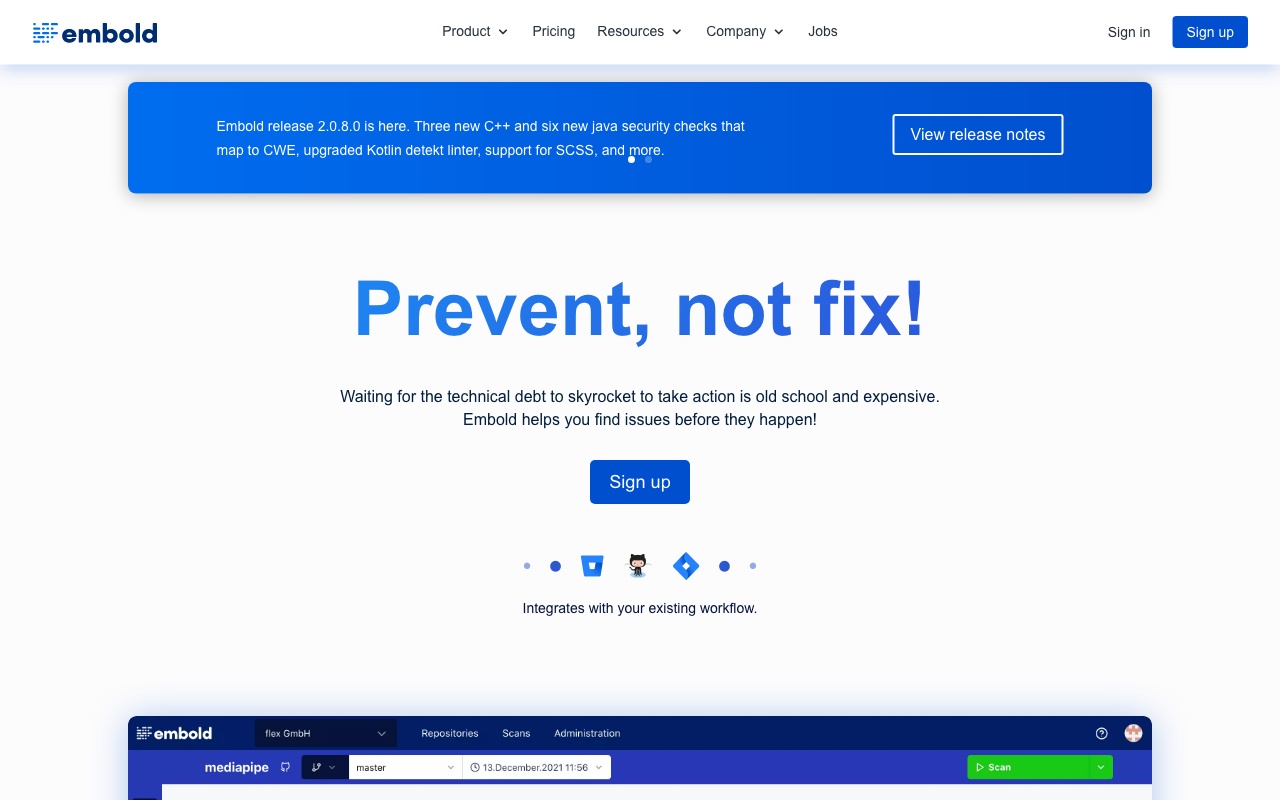 embold
Product
Pricing
Resources
Company
Jobs
Sign in
Sign up
Embold release 2.0.8.0 is here. Three new C++ and six new java security checks that
map to CWE, upgraded Kotlin detekt linter, support for SCSS, and more.
View release notes
Prevent, not fix!
Waiting for the technical debt to skyrocket to take action is old school and expensive.
Embold helps you find issues before they happen!
Sign up
Integrates with your existing workflow.
embold
flex GmbH
Repositories
Scans
Administration
mediapipe
master
13.December.2021 11:56
Scan